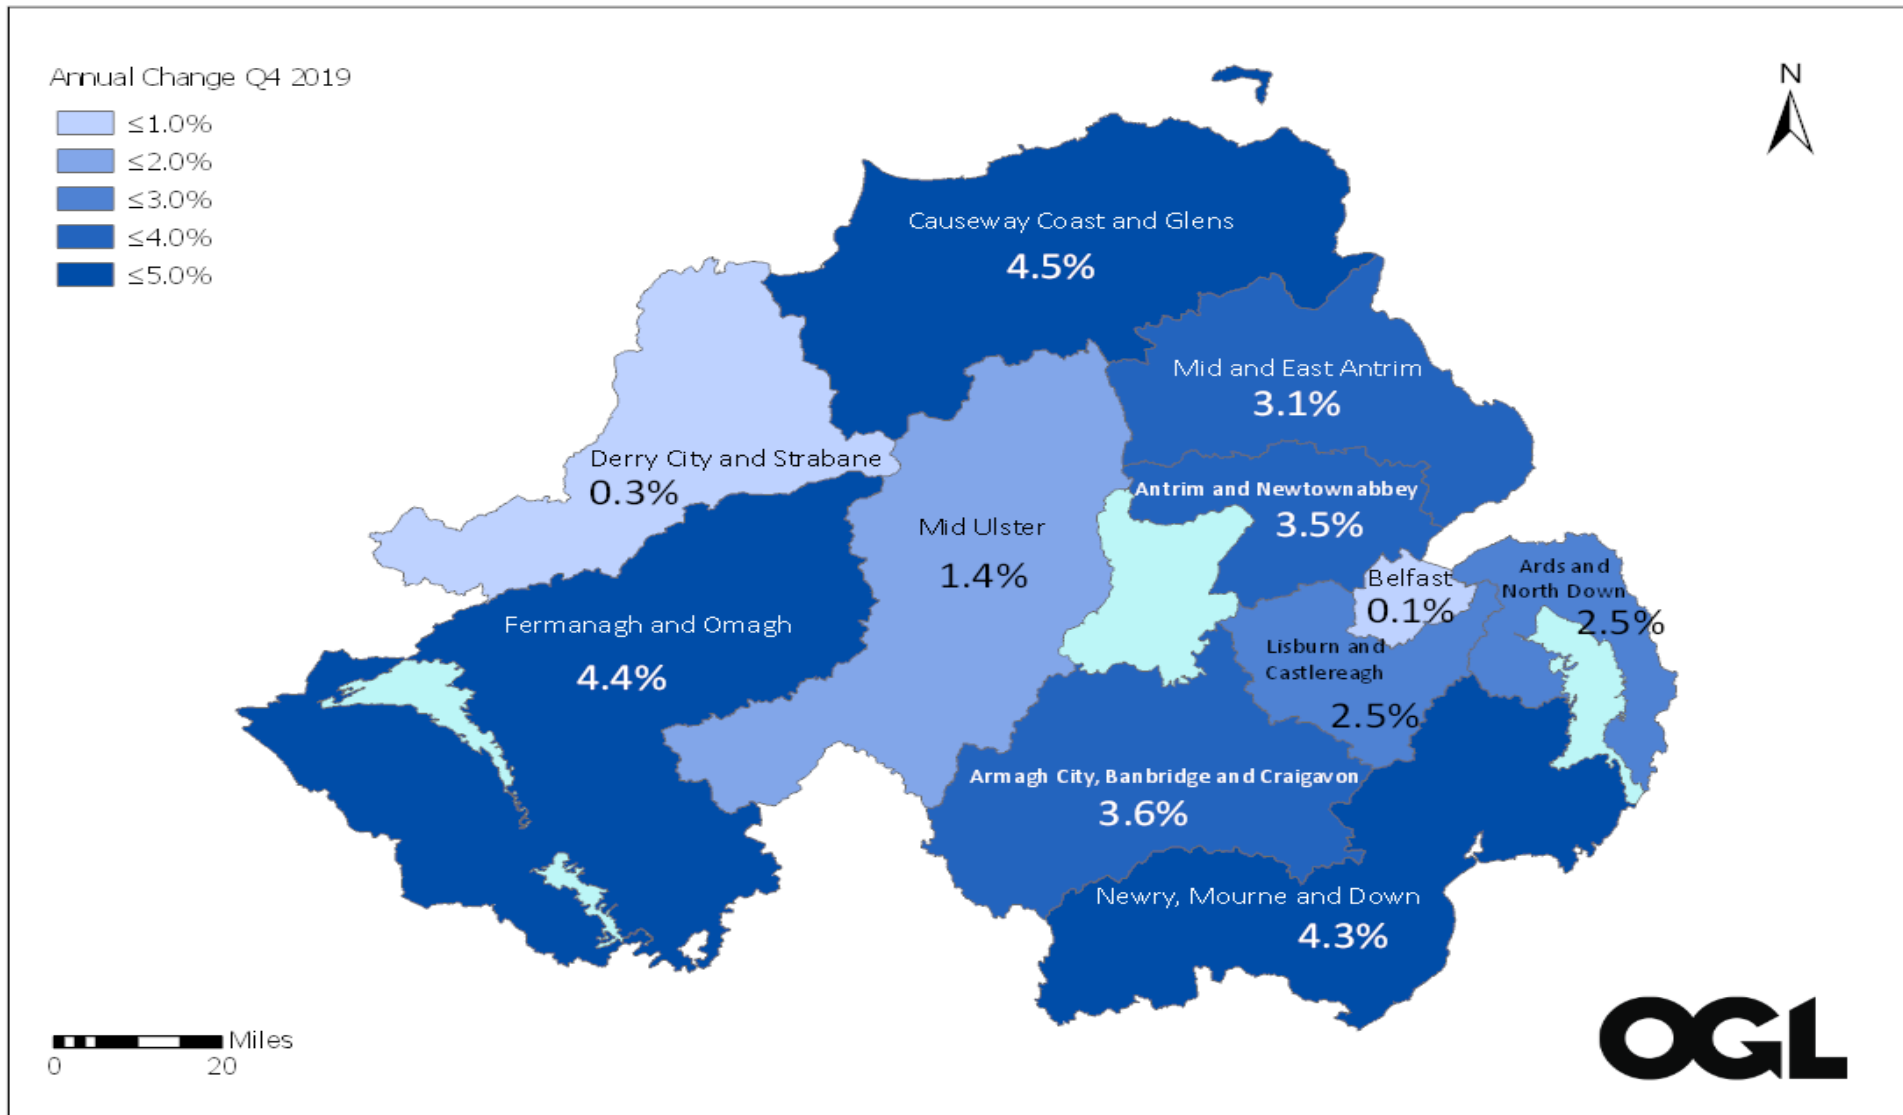 Annual Change Q4 2019
≤1.0%
≤2.0%
≤3.0%
≤4.0%
≤5.0%
N
Causeway Coast and Glens
4.5%
Mid and East Antrim
3.1%
Derry City and Strabane
0.3%
Antrim and Newtownabbey
3.5%
Mid Ulster
1.4%
Belfast
0.1%
Ards and
North Down
2.5%
Fermanagh and Omagh
4.4%
Lisburn and
Castlereagh
2.5%
Armagh City, Banbridge and Craigavon
3.6%
Newry, Mourne and Down
4.3%
Miles
0 20
OGL